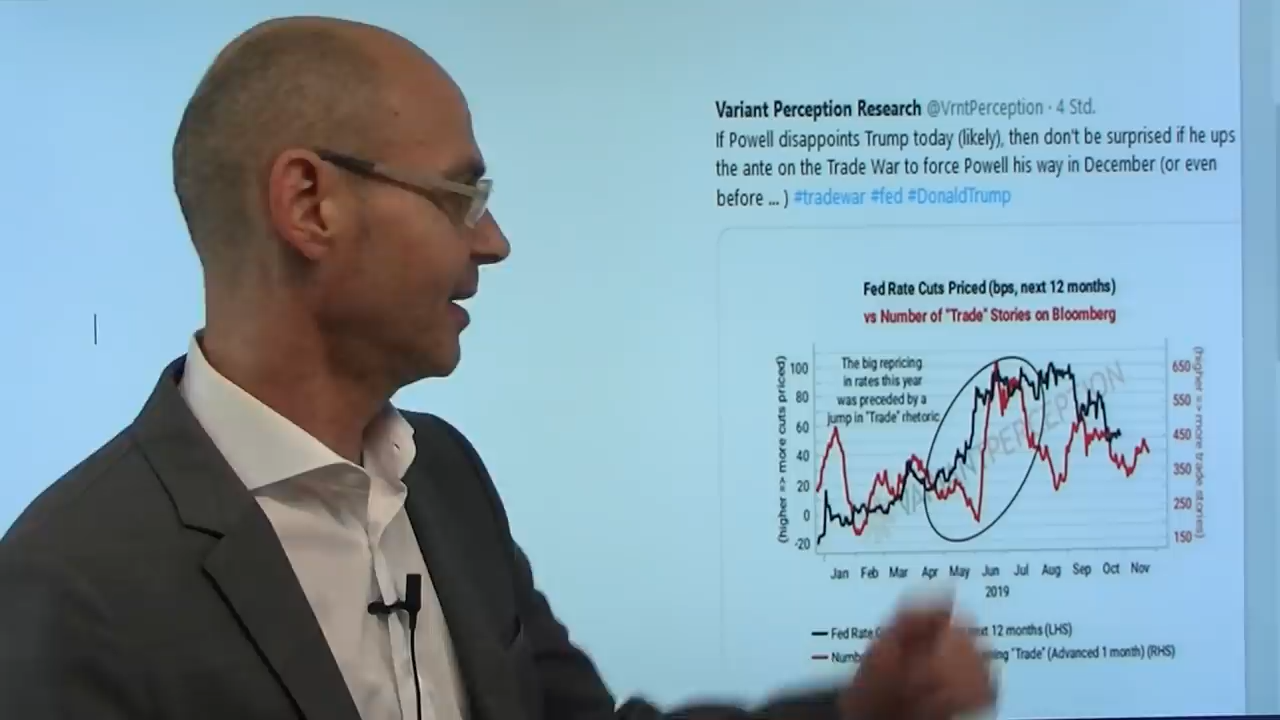 Variant Perception Research @VrntPerception · 4 Std.
If Powell disappoints Trump today (likely), then don't be surprised if he ups
the ante on the Trade War to force Powell his way in December (or even
before ... ) #tradewar #fed #DonaldTrump
Fed Rate Cuts Priced (bps, next 12 months)
vs Number of "Trade" Stories on Bloomberg
(higher => more cuts priced)
100
80
60
40
20
0
-20
The big repricing
in rates this year
was preceded by a
jump in "Trade" rhetoric
VARIANT PERCEPTION
650
550
450
350
250
150
(higher => more trade stories)
Jan Feb Mar Apr May Jun Jul Aug Sep Oct Nov
2019
Fed Rate next 12 months (LHS)
"Trade" (Advanced 1 month) (RHS)